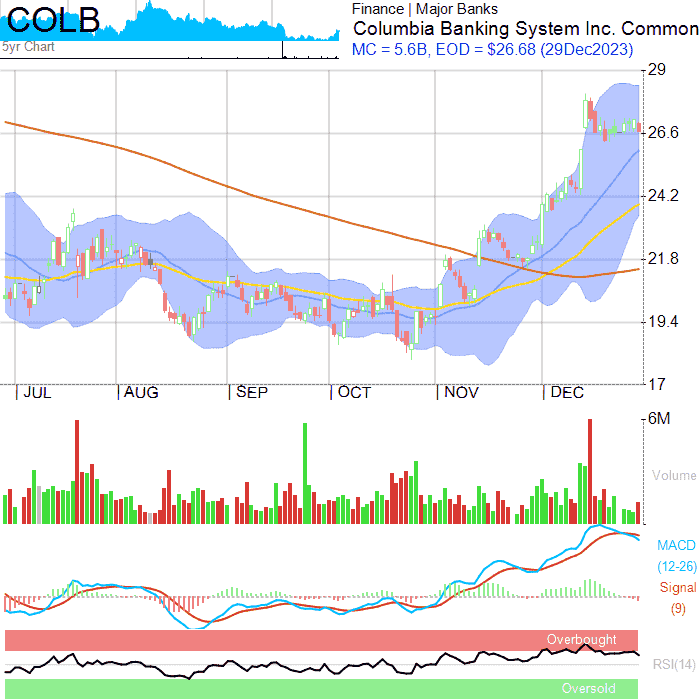 COLB
5yr Chart
Finance | Major Banks
Columbia Banking System Inc. Common
MC = 5.6B, EOD = $26.68 (29Dec2023)
29
26.6
24.2
21.8
19.4
17
JUL AUG SEP OCT NOV DEC
6M
Volume
MACD
(12-26)
Signal
(9)
Overbought
RSI(14)
Oversold